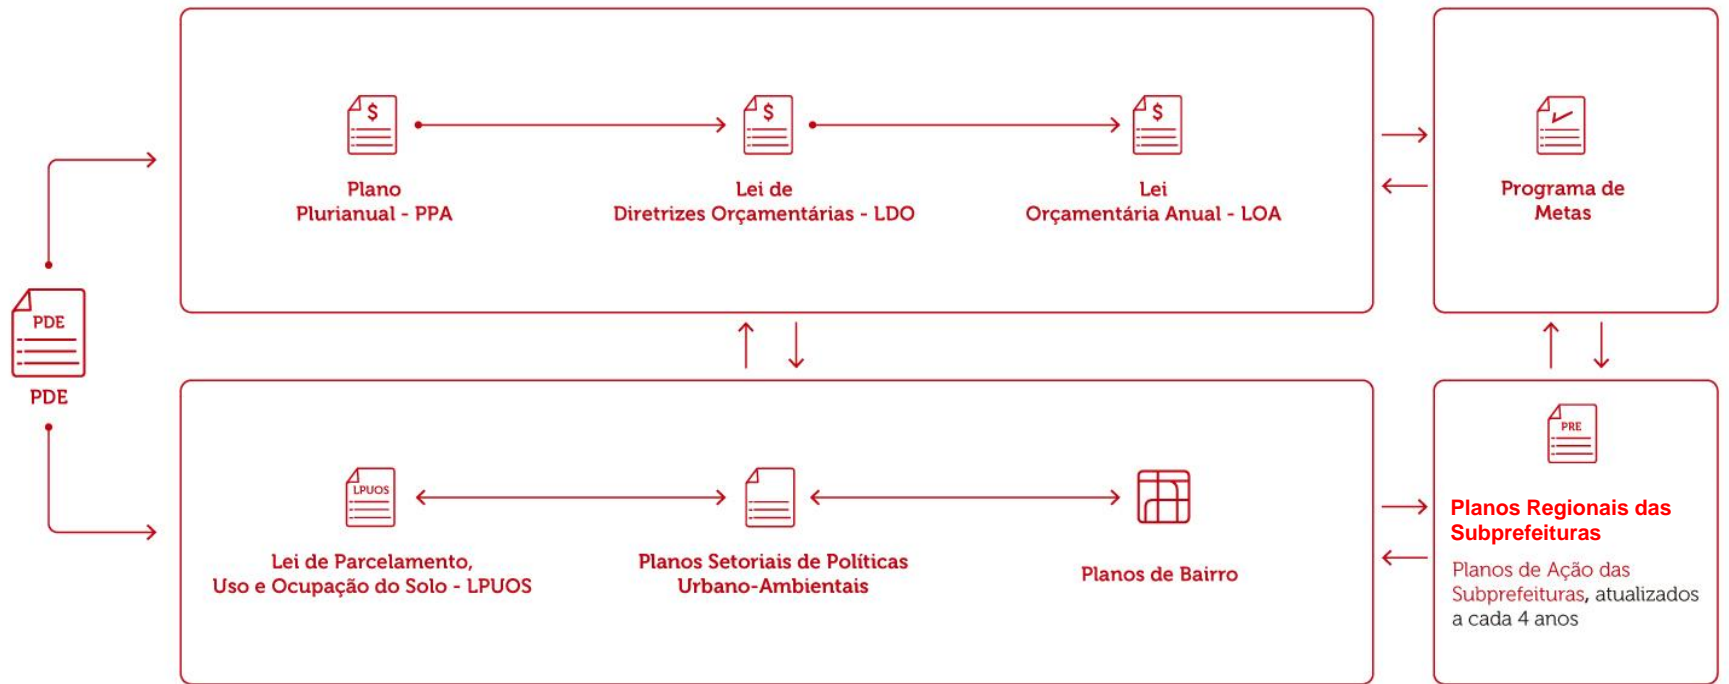 $
Plano
Plurianual - PPA
$
Lei de
Diretrizes Orçamentárias - LDO
$
Lei
Orçamentária Anual - LOA
Programa de
Metas
PDE
PDE
LPUOS
Lei de Parcelamento,
Uso e Ocupação do Solo - LPUOS
Planos Setoriais de Políticas
Urbano-Ambientais
Planos de Bairro
PRE
Planos Regionais das
Subprefeituras
Planos de Ação das
Subprefeituras, atualizados
a cada 4 anos